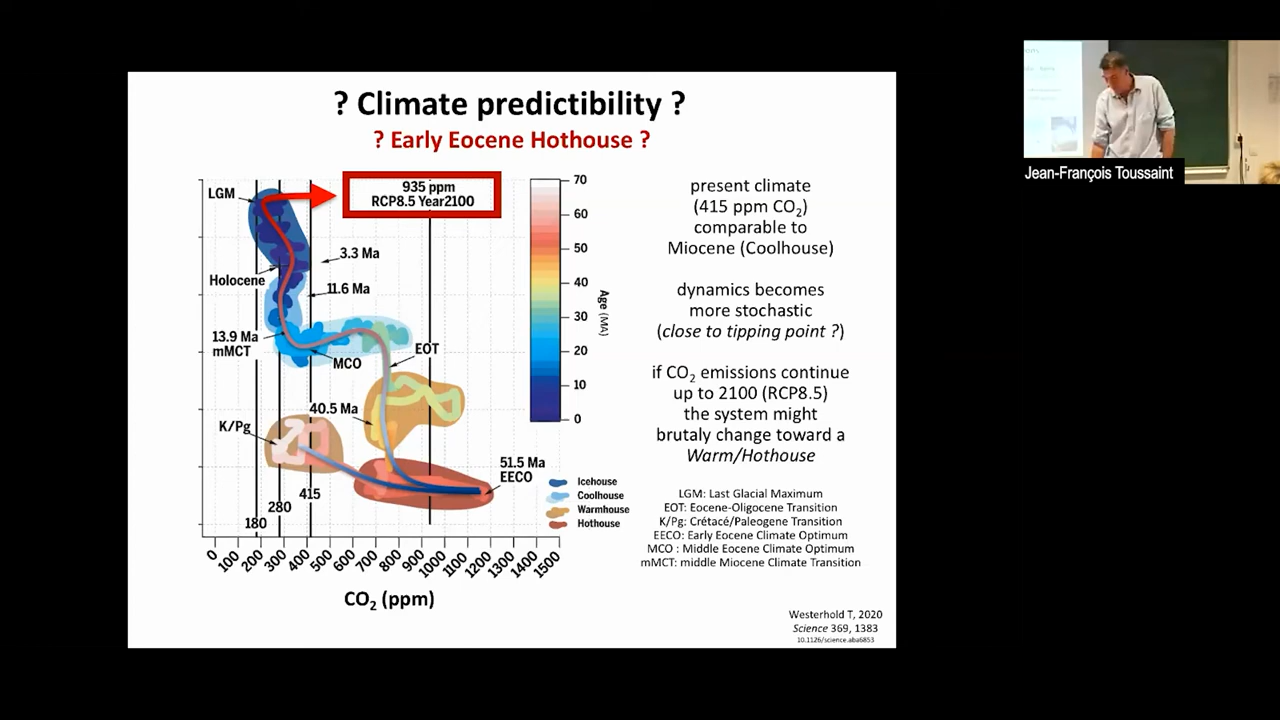 ? Climate predictibility ?
? Early Eocene Hothouse ?
LGM
935 ppm
RCP8.5 Year2100
3.3 Ma
Holocene
11.6 Ma
13.9 Ma
mMCT
MCO
EOT
40.5 Ma
K/Pg
51.5 Ma
EECO
415
280
180
70
60
50
40
30
20
10
0
Age (MA)
Icehouse
Coolhouse
Warmhouse
Hothouse
0 100 200 300 400 500 600 700 800 900 1000 1100 1200 1300 1400 1500
CO₂ (ppm)
present climate
(415 ppm CO₂)
comparable to
Miocene (Coolhouse)
dynamics becomes
more stochastic
(close to tipping point ?)
if CO₂ emissions continue
up to 2100 (RCP8.5)
the system might
brutaly change toward a
Warm/Hothouse
LGM: Last Glacial Maximum
EOT: Eocene-Oligocene Transition
K/Pg: Crétacé/Paleogene Transition
EECO: Early Eocene Climate Optimum
MCO : Middle Eocene Climate Optimum
mMCT: middle Miocene Climate Transition
Westerhold T, 2020
Science 369, 1383
10.1126/science.aba6853
Jean-François Toussaint